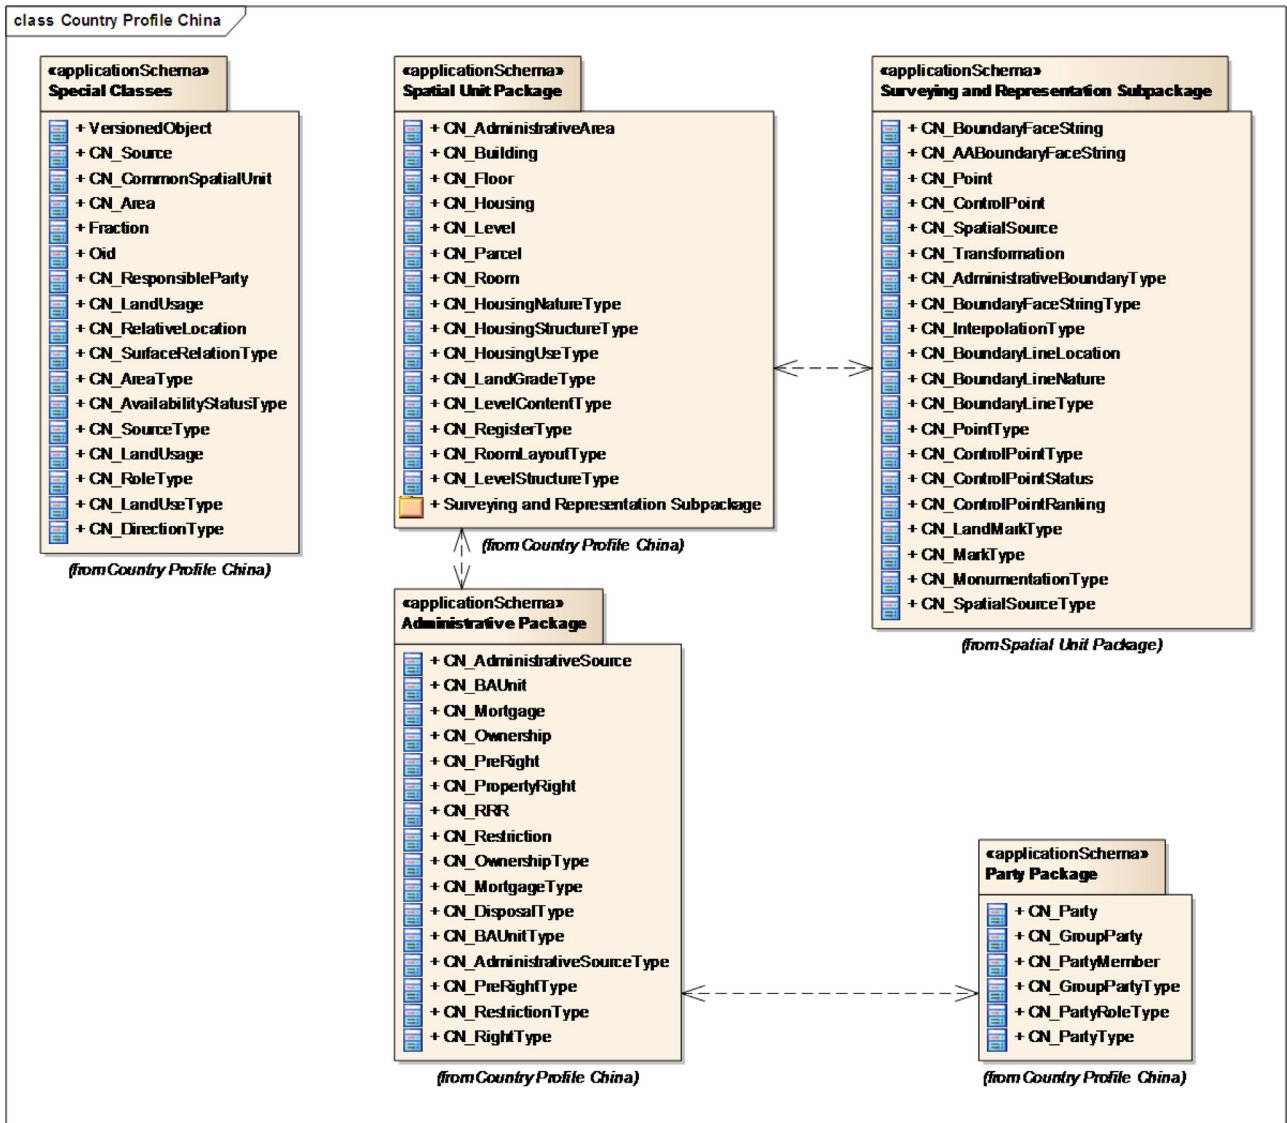 class Country Profile China
«applicationSchema»
Special Classes
+ VersionedObject
+ CN_Source
+ CN_CommonSpatialUnit
+ CN_Area
+ Fraction
+ Oid
+ CN_ResponsibleParty
+ CN_LandUsage
+ CN_RelativeLocation
+ CN_SurfaceRelationType
+ CN_AreaType
+ CN_AvailabilityStatusType
+ CN_SourceType
+ CN_LandUsage
+ CN_RoleType
+ CN_LandUseType
+ CN_DirectionType
(from Country Profile China)
«applicationSchema»
Spatial Unit Package
+ CN_AdministrativeArea
+ CN_Building
+ CN_Floor
+ CN_Housing
+ CN_Level
+ CN_Parcel
+ CN_Room
+ CN_HousingNatureType
+ CN_HousingStructureType
+ CN_HousingUseType
+ CN_LandGradeType
+ CN_LevelContentType
+ CN_RegisterType
+ CN_RoomLayoutType
+ CN_LevelStructureType
+ Surveying and Representation Subpackage
(from Country Profile China)
«applicationSchema»
Surveying and Representation Subpackage
+ CN_BoundaryFaceString
+ CN_AABoundaryFaceString
+ CN_Point
+ CN_ControlPoint
+ CN_SpatialSource
+ CN_Transformation
+ CN_AdministrativeBoundaryType
+ CN_BoundaryFaceStringType
+ CN_InterpolationType
+ CN_BoundaryLineLocation
+ CN_BoundaryLineNature
+ CN_BoundaryLineType
+ CN_PointType
+ CN_ControlPointType
+ CN_ControlPointStatus
+ CN_ControlPointRanking
+ CN_LandMarkType
+ CN_MarkType
+ CN_MonumentationType
+ CN_SpatialSourceType
(from Spatial Unit Package)
«applicationSchema»
Administrative Package
+ CN_AdministrativeSource
+ CN_BAUnit
+ CN_Mortgage
+ CN_Ownership
+ CN_PreRight
+ CN_PropertyRight
+ CN_RRR
+ CN_Restriction
+ CN_OwnershipType
+ CN_MortgageType
+ CN_DisposalType
+ CN_BAUnitType
+ CN_AdministrativeSourceType
+ CN_PreRightType
+ CN_RestrictionType
+ CN_RightType
(from Country Profile China)
«applicationSchema»
Party Package
+ CN_Party
+ CN_GroupParty
+ CN_PartyMember
+ CN_GroupPartyType
+ CN_PartyRoleType
+ CN_PartyType
(from Country Profile China)